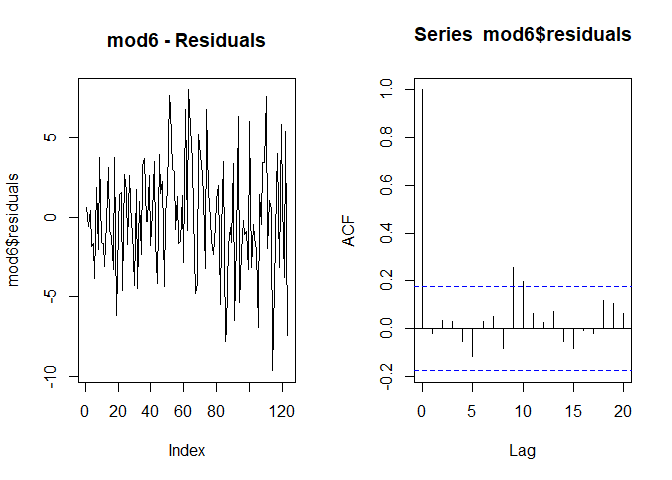 mod6 - Residuals
mod6$residuals
5
0
-5
-10
0 20 40 60 80 120
Index
Series mod6$residuals
ACF
1.0
0.8
0.6
0.4
0.2
0.0
-0.2
0 5 10 15 20
Lag